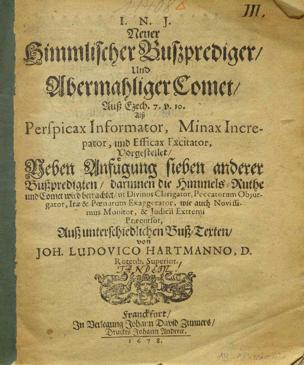 III.
I. N. J.
Neuer
Himmlischer Bußprediger/
Und
Abermahliger Comet/
Auß Ezech. 7. v. 10.
Als
Perspicax Informator, Minax Incre-
pator, und Efficax Excitator,
Vorgestellet/
Neben Anfügung sieben anderer
Bußpredigten/ darinnen die Himmels-Ruthe
und Comet wird betrachtet/ ut Divinus Clarigator, Peccatorum Objur-
gator, Iræ & Pœnarum Exaggerator, wie auch Novissi-
mus Monitor, & Judicii Extremi
Præcursor,
Auß unterschiedlichen Buß-Texten/
von
JOH. LUDOVICO HARTMANNO, D.
Rotenb. Superint.
TANDEM!
Franckfurt/
In Verlegung Johann David Zunners/
Druckts Johann Andreæ.
1678.